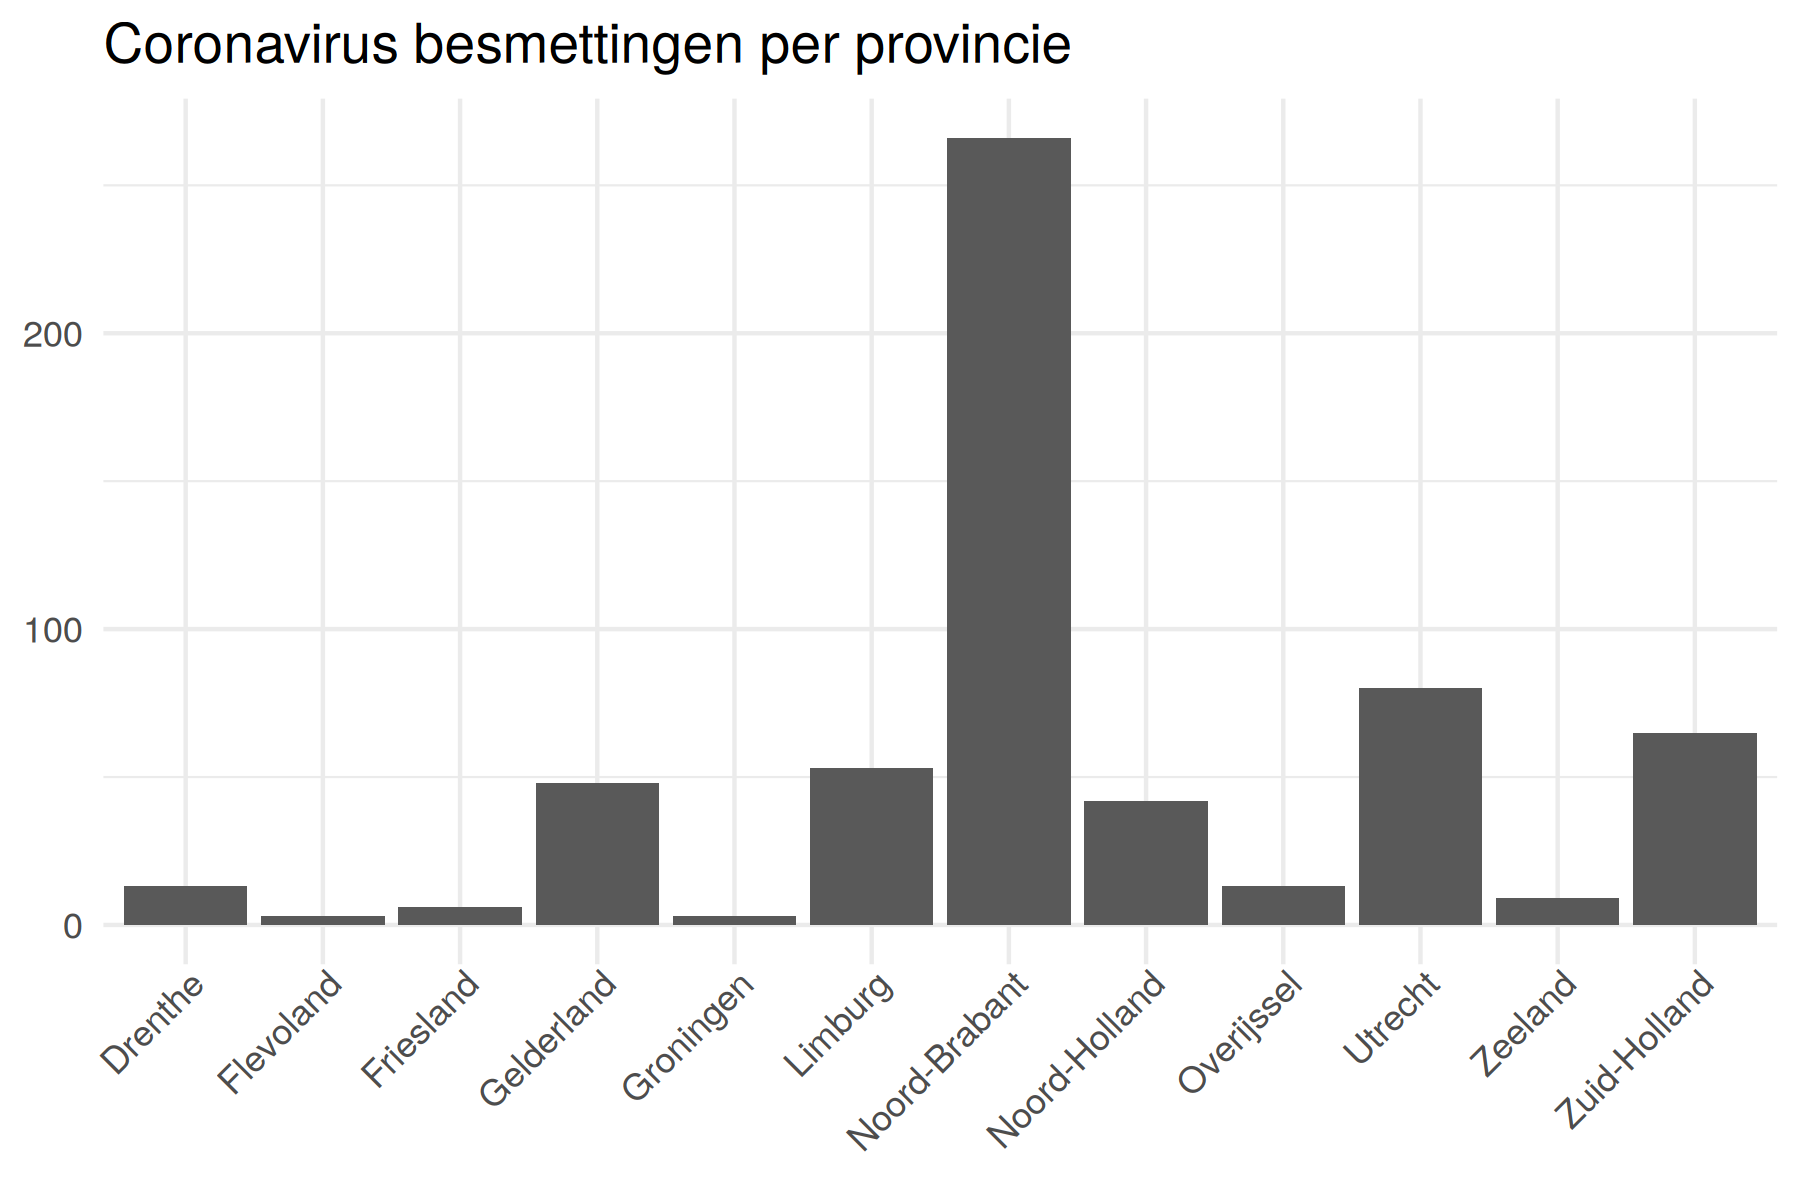 Coronavirus besmettingen per provincie
200
100
0
Drenthe
Flevoland
Friesland
Gelderland
Groningen
Limburg
Noord-Brabant
Noord-Holland
Overijssel
Utrecht
Zeeland
Zuid-Holland